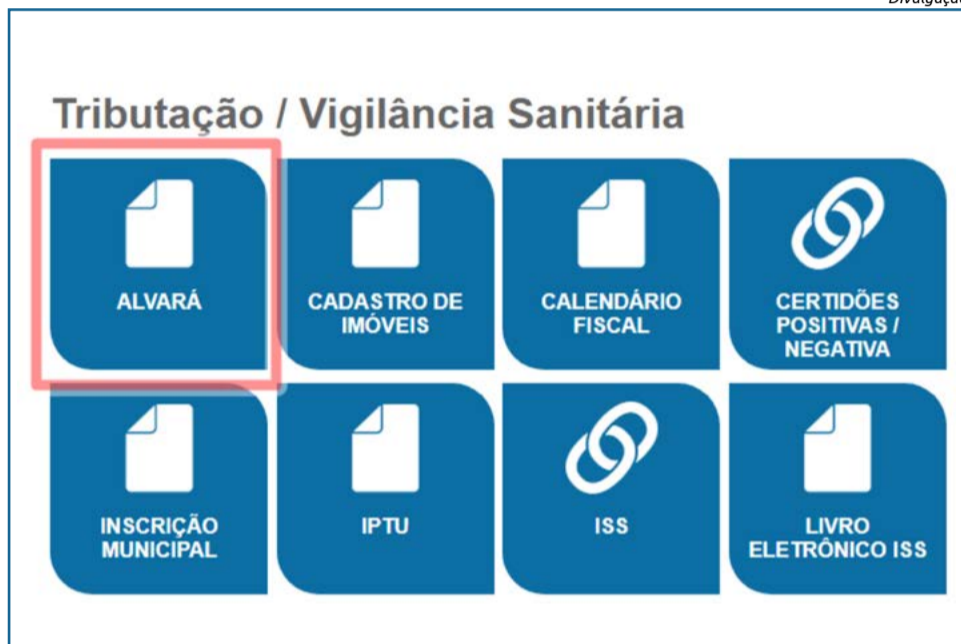 Tributação / Vigilância Sanitária
ALVARÁ
CADASTRO DE
IMÓVEIS
CALENDÁRIO
FISCAL
CERTIDÕES
POSITIVAS /
NEGATIVA
INSCRIÇÃO
MUNICIPAL
IPTU
ISS
LIVRO
ELETRÔNICO ISS